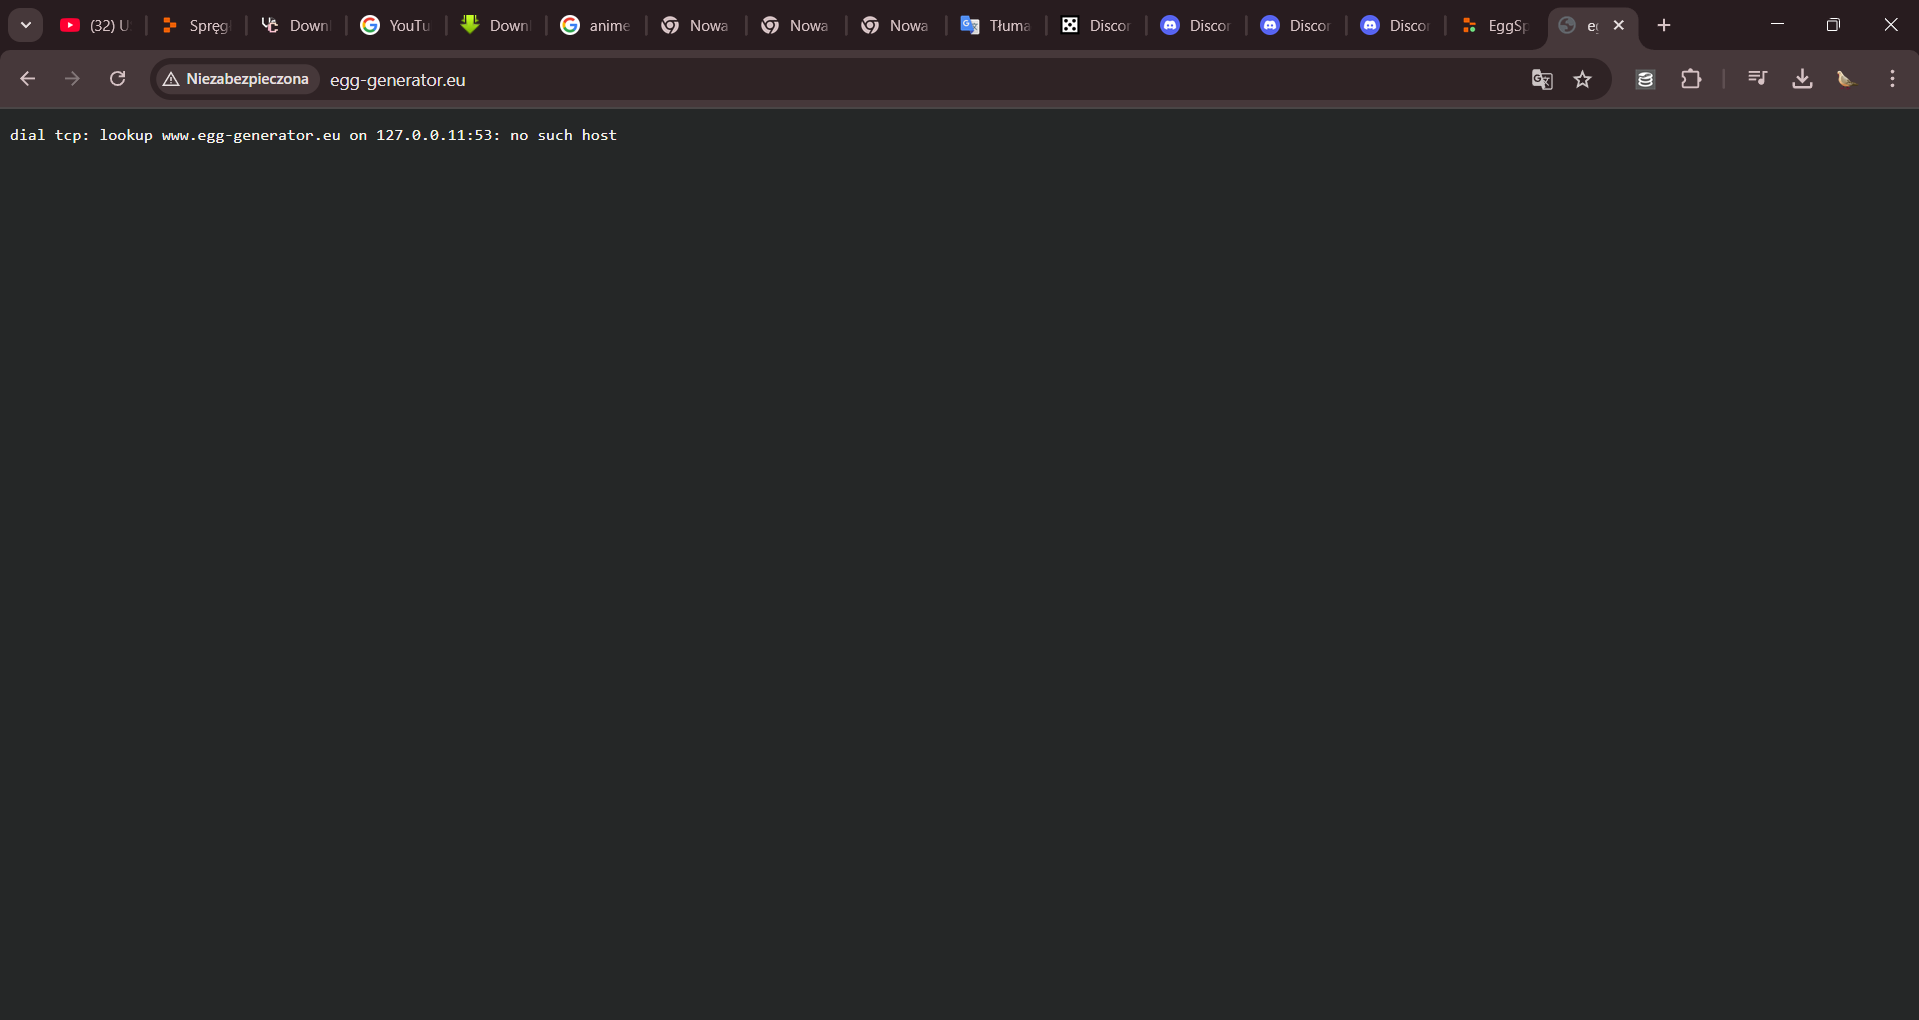 (32) U
Spręg
Down
YouTu
Down
anime
Nowa
Nowa
Nowa
Tłuma
Discor
Discor
Discor
Discor
EggSp
eg
Niezabezpieczona
egg-generator.eu
dial tcp: lookup www.egg-generator.eu on 127.0.0.11:53: no such host